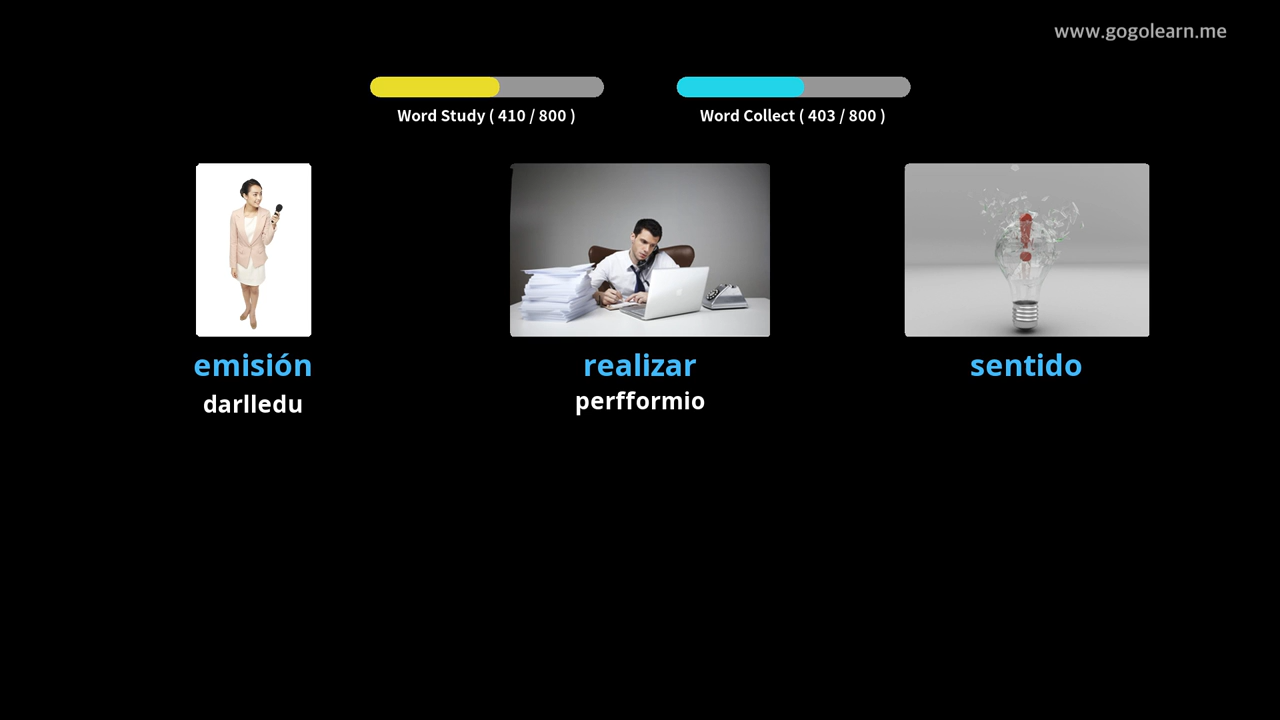 www.gogolearn.me
Word Study ( 410 / 800 )
Word Collect ( 403 / 800 )
emisión
realizar
sentido
darlledu
perfformio